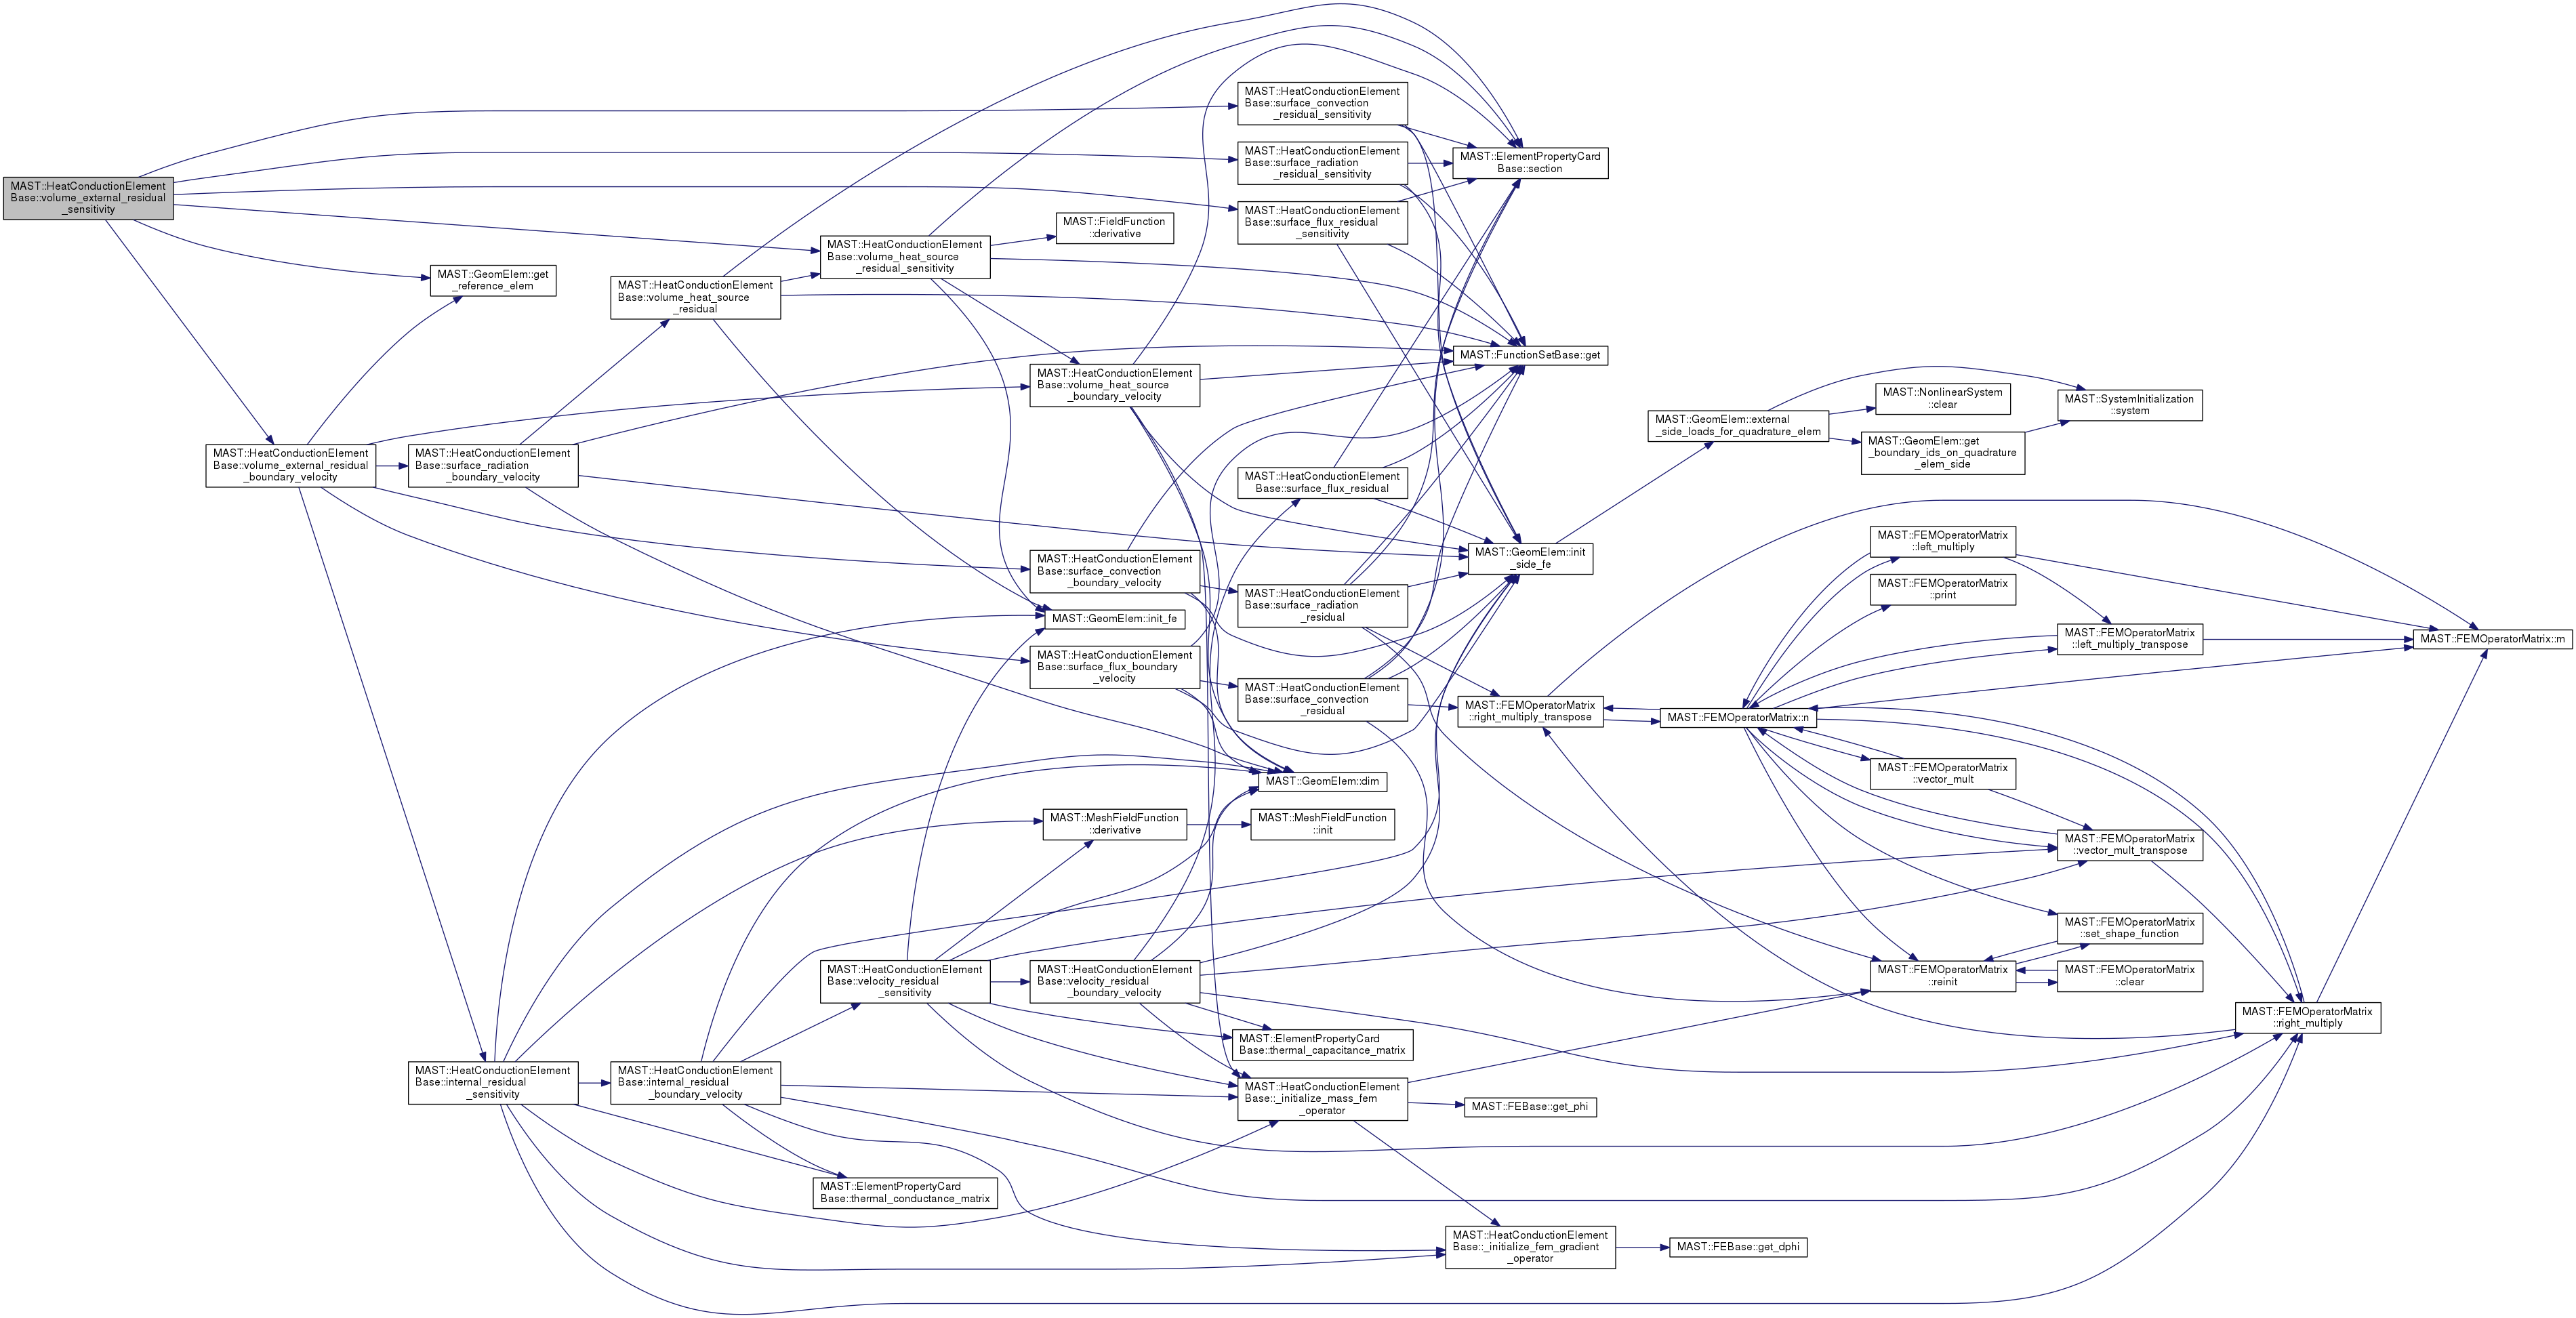 MAST::HeatConductionElement
Base::volume_external_residual
_sensitivity
MAST::GeomElem::get
_reference_elem
MAST::HeatConductionElement
Base::volume_external_residual
_boundary_velocity
MAST::HeatConductionElement
Base::surface_radiation
_boundary_velocity
MAST::HeatConductionElement
Base::internal_residual
_sensitivity
MAST::HeatConductionElement
Base::volume_heat_source
_residual
MAST::HeatConductionElement
Base::internal_residual
_boundary_velocity
MAST::HeatConductionElement
Base::volume_heat_source
_residual_sensitivity
MAST::HeatConductionElement
Base::velocity_residual
_sensitivity
MAST::ElementPropertyCard
Base::thermal_conductance_matrix
MAST::FieldFunction
::derivative
MAST::HeatConductionElement
Base::volume_heat_source
_boundary_velocity
MAST::HeatConductionElement
Base::surface_convection
_boundary_velocity
MAST::GeomElem::init_fe
MAST::HeatConductionElement
Base::surface_flux_boundary
_velocity
MAST::MeshFieldFunction
::derivative
MAST::HeatConductionElement
Base::velocity_residual
_boundary_velocity
MAST::HeatConductionElement
Base::surface_convection
_residual_sensitivity
MAST::HeatConductionElement
Base::surface_radiation
_residual_sensitivity
MAST::HeatConductionElement
Base::surface_flux_residual
_sensitivity
MAST::HeatConductionElement
Base::surface_flux_residual
MAST::HeatConductionElement
Base::surface_radiation
_residual
MAST::HeatConductionElement
Base::surface_convection
_residual
MAST::GeomElem::dim
MAST::MeshFieldFunction
::init
MAST::ElementPropertyCard
Base::thermal_capacitance_matrix
MAST::HeatConductionElement
Base::_initialize_mass_fem
_operator
MAST::ElementPropertyCard
Base::section
MAST::FunctionSetBase::get
MAST::GeomElem::init
_side_fe
MAST::FEMOperatorMatrix
::right_multiply_transpose
MAST::FEBase::get_phi
MAST::HeatConductionElement
Base::_initialize_fem_gradient
_operator
MAST::GeomElem::external
_side_loads_for_quadrature_elem
MAST::FEMOperatorMatrix::n
MAST::FEBase::get_dphi
MAST::NonlinearSystem
::clear
MAST::GeomElem::get
_boundary_ids_on_quadrature
_elem_side
MAST::FEMOperatorMatrix
::left_multiply
MAST::FEMOperatorMatrix
::print
MAST::FEMOperatorMatrix
::vector_mult
MAST::FEMOperatorMatrix
::reinit
MAST::SystemInitialization
::system
MAST::FEMOperatorMatrix
::left_multiply_transpose
MAST::FEMOperatorMatrix
::vector_mult_transpose
MAST::FEMOperatorMatrix
::set_shape_function
MAST::FEMOperatorMatrix
::clear
MAST::FEMOperatorMatrix::m
MAST::FEMOperatorMatrix
::right_multiply